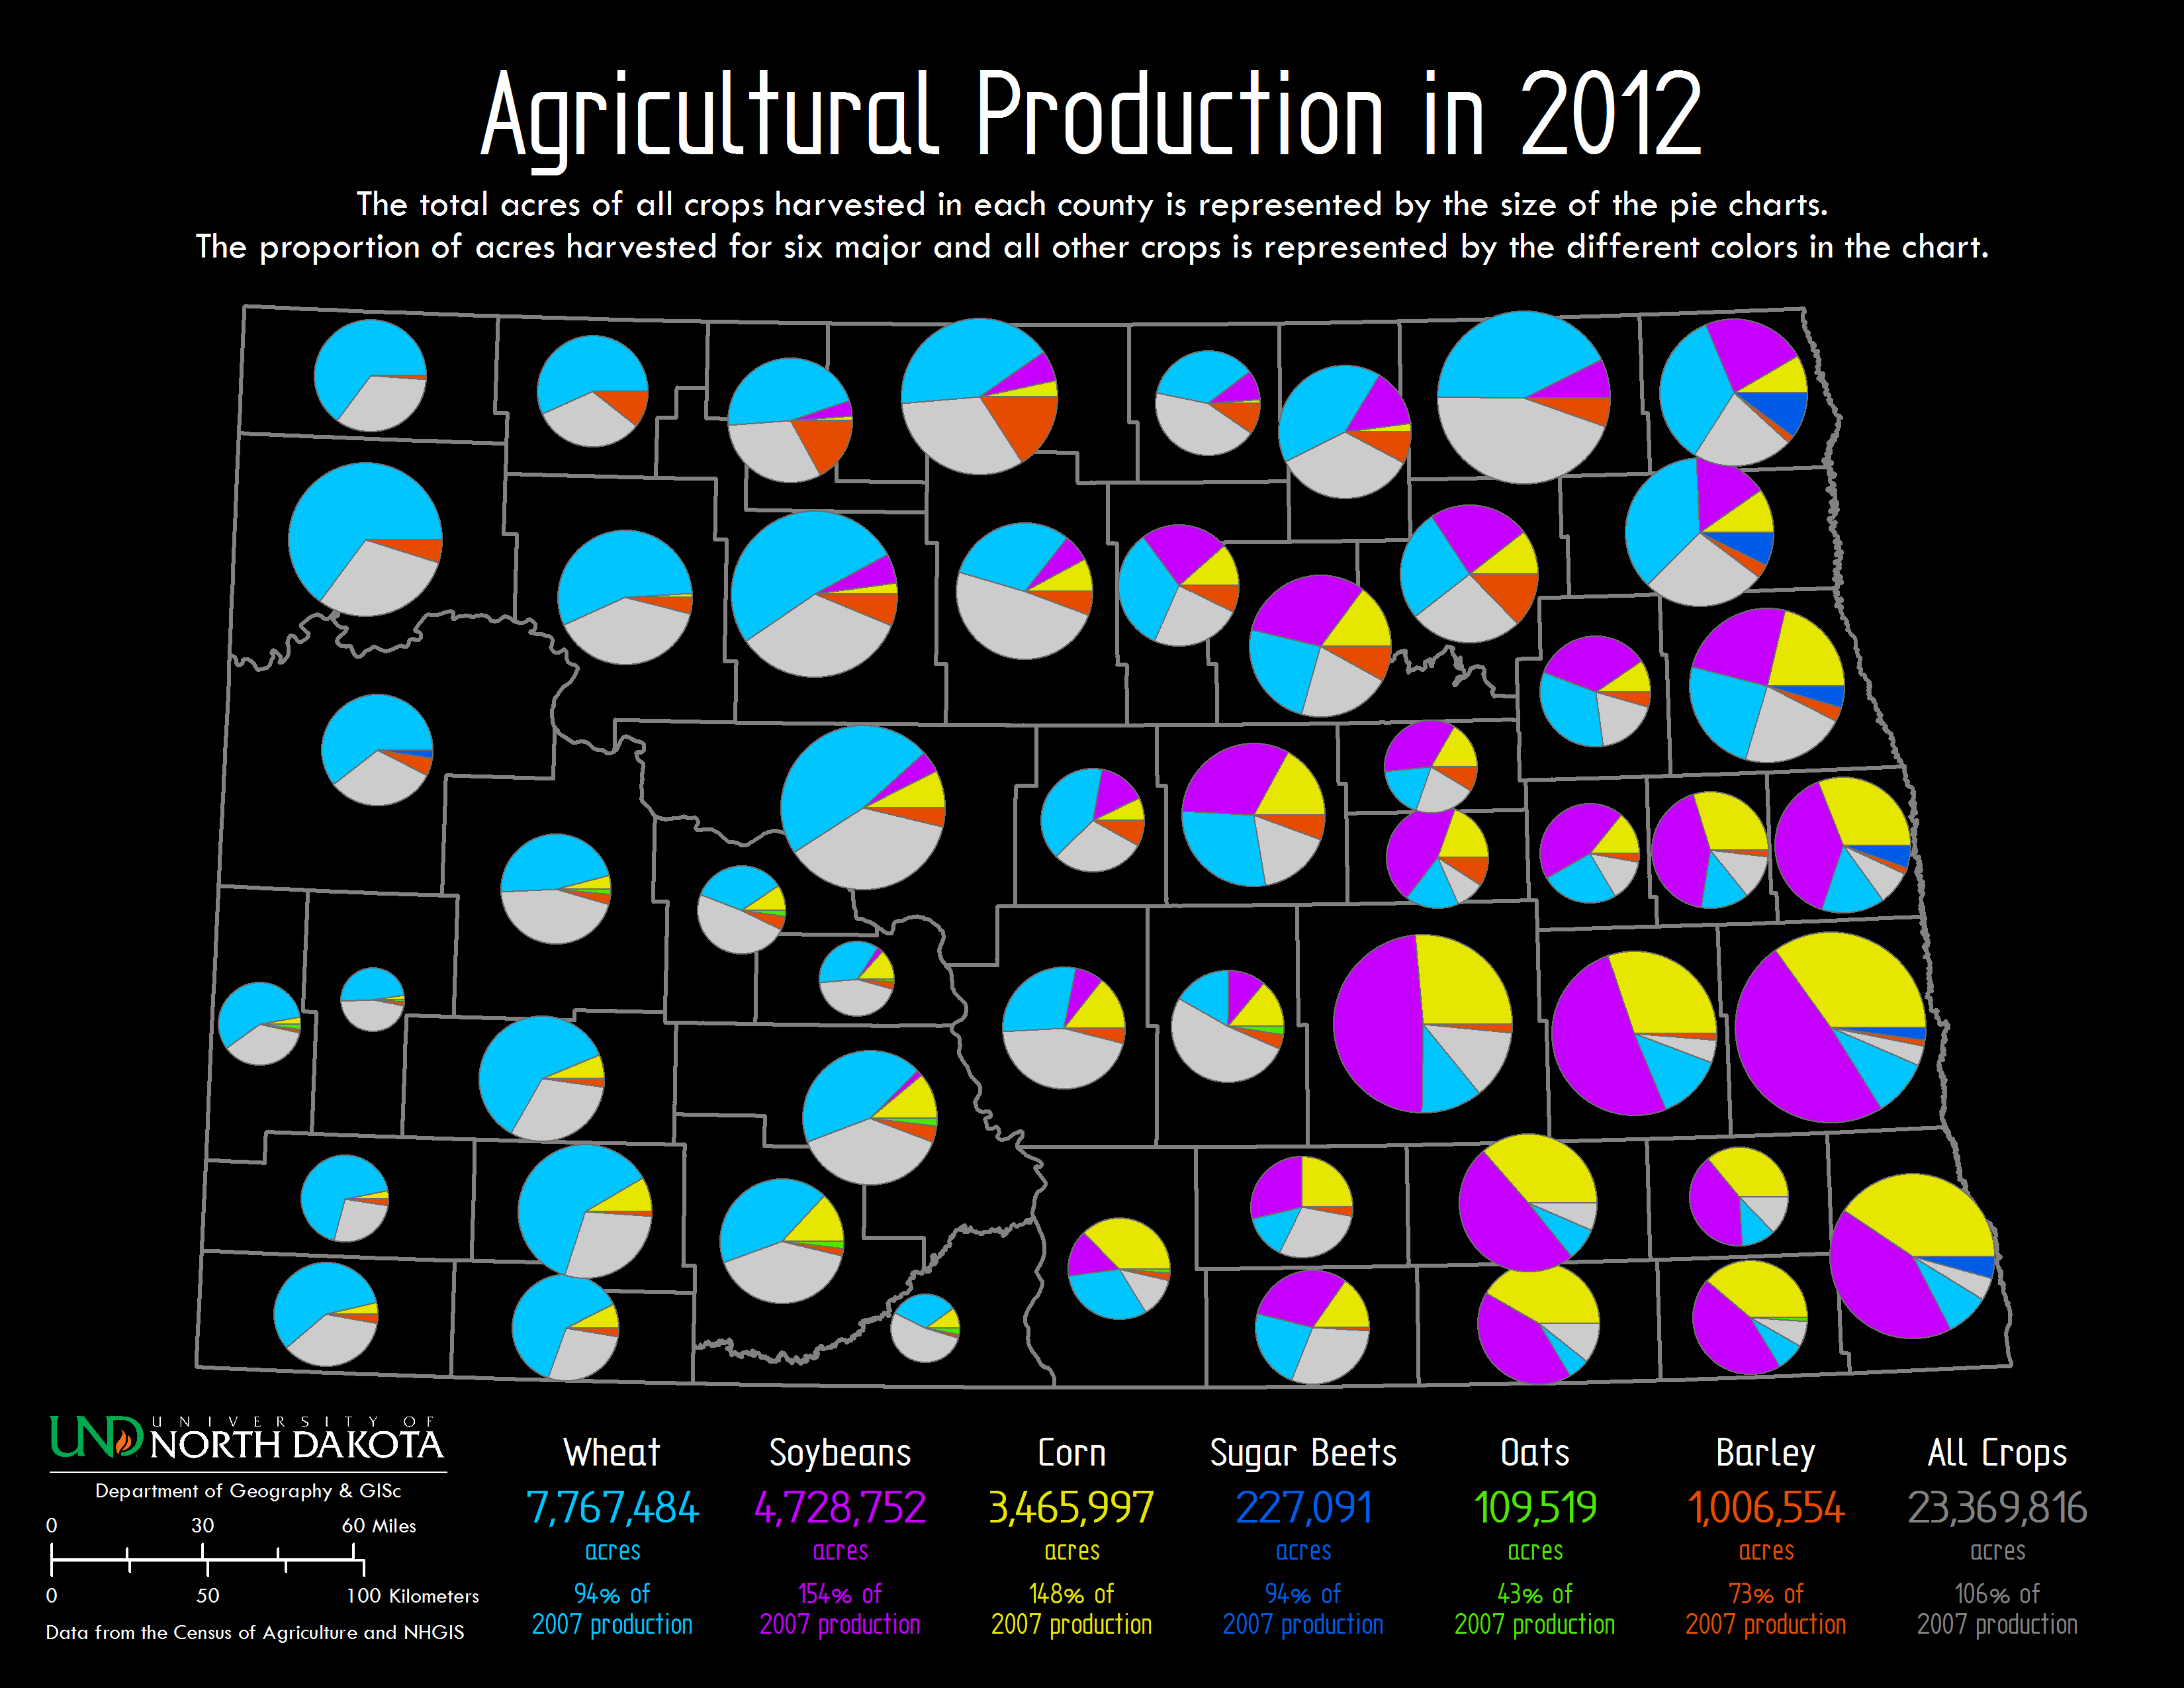 Agricultural Production in 2012
The total acres of all crops harvested in each county is represented by the size of the pie charts.
The proportion of acres harvested for six major and all other crops is represented by the different colors in the chart.
UND UNIVERSITY OF
NORTH DAKOTA
Department of Geography & GISc
0 30 60 Miles
0 50 100 Kilometers
Data from the Census of Agriculture and NHGIS
Wheat
7,767,484
acres
94% of
2007 production
Soybeans
4,728,752
acres
154% of
2007 production
Corn
3,465,997
acres
148% of
2007 production
Sugar Beets
227,091
acres
94% of
2007 production
Oats
109,519
acres
43% of
2007 production
Barley
1,006,554
acres
73% of
2007 production
All Crops
23,369,816
acres
106% of
2007 production